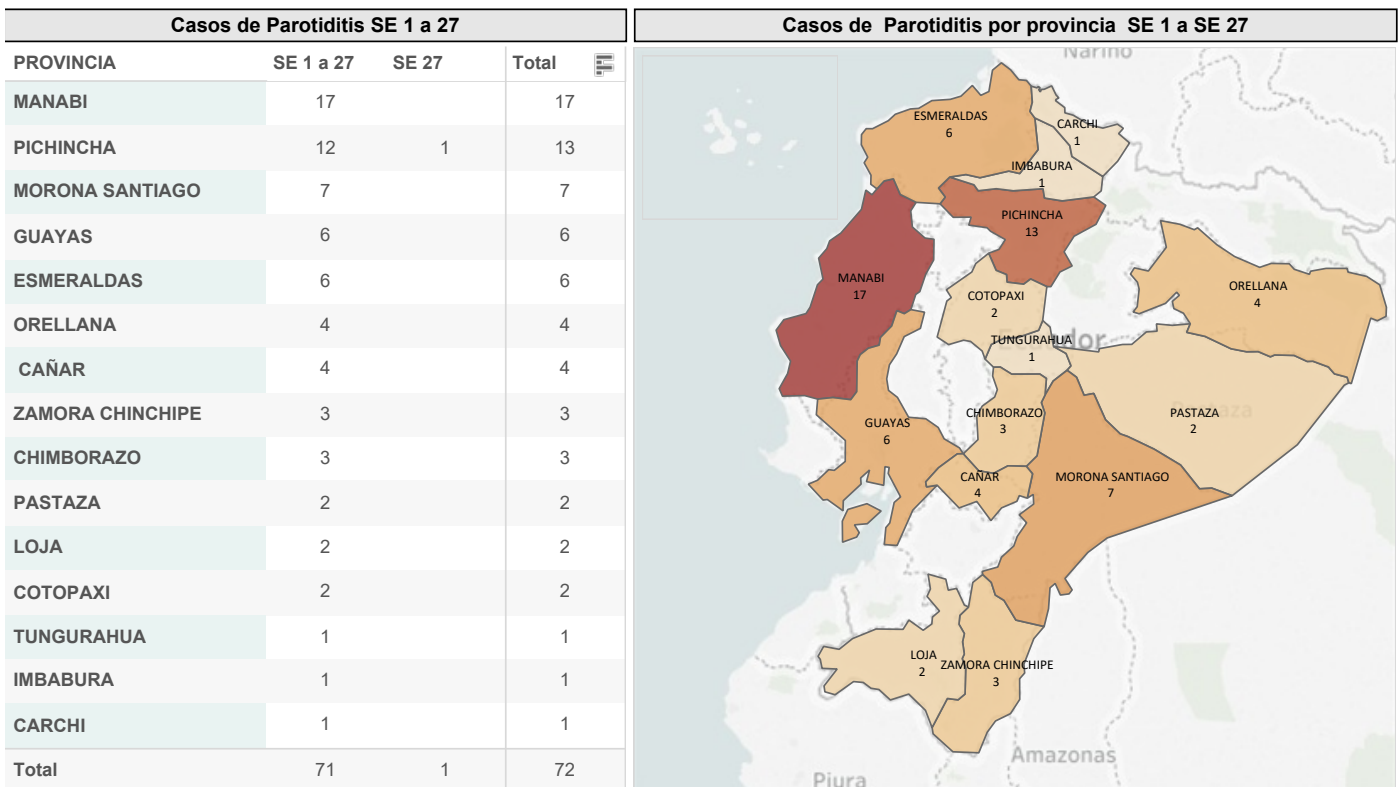 Casos de Parotiditis SE 1 a 27
PROVINCIA SE 1 a 27 SE 27 Total
MANABI 17 17
PICHINCHA 12 1 13
MORONA SANTIAGO 7 7
GUAYAS 6 6
ESMERALDAS 6 6
ORELLANA 4 4
CAÑAR 4 4
ZAMORA CHINCHIPE 3 3
CHIMBORAZO 3 3
PASTAZA 2 2
LOJA 2 2
COTOPAXI 2 2
TUNGURAHUA 1 1
IMBABURA 1 1
CARCHI 1 1
Total 71 1 72
Casos de Parotiditis por provincia SE 1 a SE 27
Nariño
ESMERALDAS
6
CARCHI
1
IMBABURA
1
PICHINCHA
13
MANABI
17
COTOPAXI
2
ORELLANA
4
Ecuador
TUNGURAHUA
1
Pastaza
PASTAZA
2
CHIMBORAZO
3
GUAYAS
6
CAÑAR
4
MORONA SANTIAGO
7
LOJA
2
ZAMORA CHINCHIPE
3
Amazonas
Piura